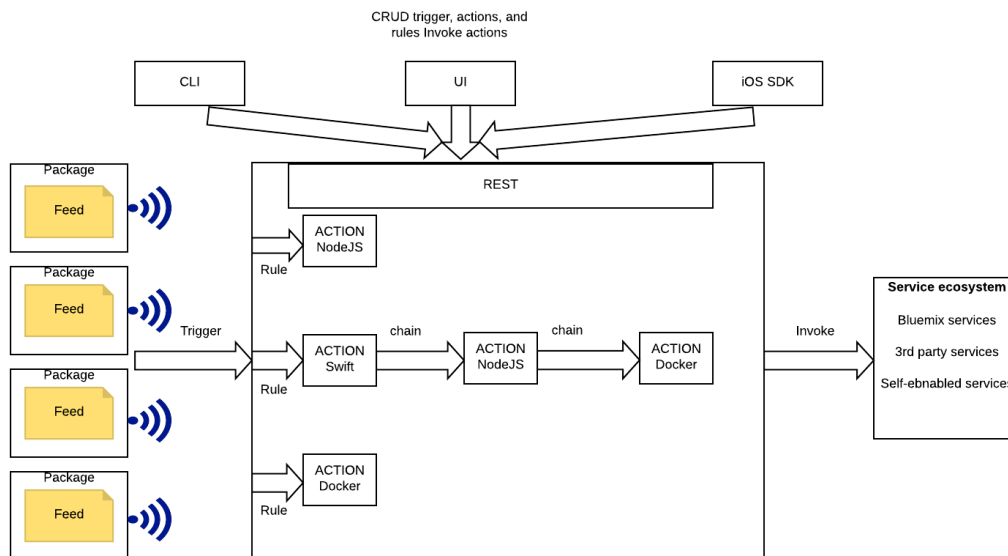 CRUD trigger, actions, and
rules Invoke actions
CLI
UI
iOS SDK
REST
Package
Feed
Package
Feed
Package
Feed
Package
Feed
Trigger
Rule
ACTION
NodeJS
Rule
ACTION
Swift
chain
ACTION
NodeJS
chain
ACTION
Docker
Rule
ACTION
Docker
Invoke
Service ecosystem
Bluemix services
3rd party services
Self-ebnabled services